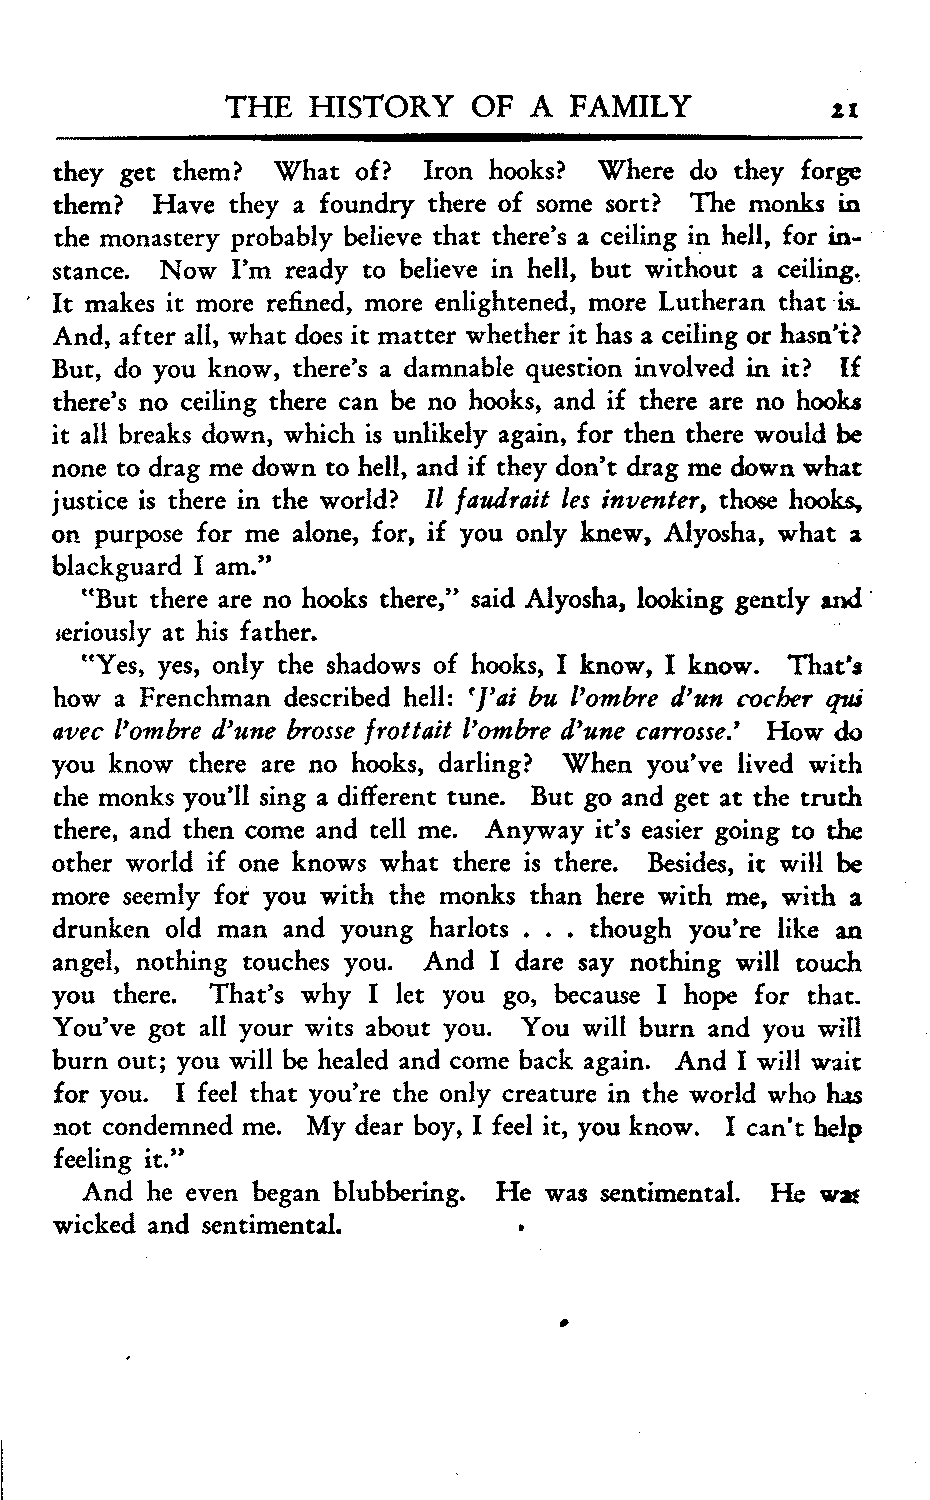 THE HISTORY OF A FAMILY 21
they get them? What of? Iron hooks? Where do they forge
them? Have they a foundry there of some sort? The monks in
the monastery probably believe that there's a ceiling in hell, for in-
stance. Now I'm ready to believe in hell, but without a ceiling.
It makes it more refined, more enlightened, more Lutheran that is.
And, after all, what does it matter whether it has a ceiling or hasn't?
But, do you know, there's a damnable question involved in it? If
there's no ceiling there can be no hooks, and if there are no hooks
it all breaks down, which is unlikely again, for then there would be
none to drag me down to hell, and if they don't drag me down what
justice is there in the world? Il faudrait les inventer, those hooks,
on purpose for me alone, for, if you only knew, Alyosha, what a
blackguard I am."
"But there are no hooks there," said Alyosha, looking gently and
seriously at his father.
"Yes, yes, only the shadows of hooks, I know, I know. That's
how a Frenchman described hell: 'J'ai bu l'ombre d'un cocher qui
avec l'ombre d'une brosse frottait l'ombre d'une carrosse.' How do
you know there are no hooks, darling? When you've lived with
the monks you'll sing a different tune. But go and get at the truth
there, and then come and tell me. Anyway it's easier going to the
other world if one knows what there is there. Besides, it will be
more seemly for you with the monks than here with me, with a
drunken old man and young harlots . . . though you're like an
angel, nothing touches you. And I dare say nothing will touch
you there. That's why I let you go, because I hope for that.
You've got all your wits about you. You will burn and you will
burn out; you will be healed and come back again. And I will wait
for you. I feel that you're the only creature in the world who has
not condemned me. My dear boy, I feel it, you know. I can't help
feeling it."
And he even began blubbering. He was sentimental. He was
wicked and sentimental.